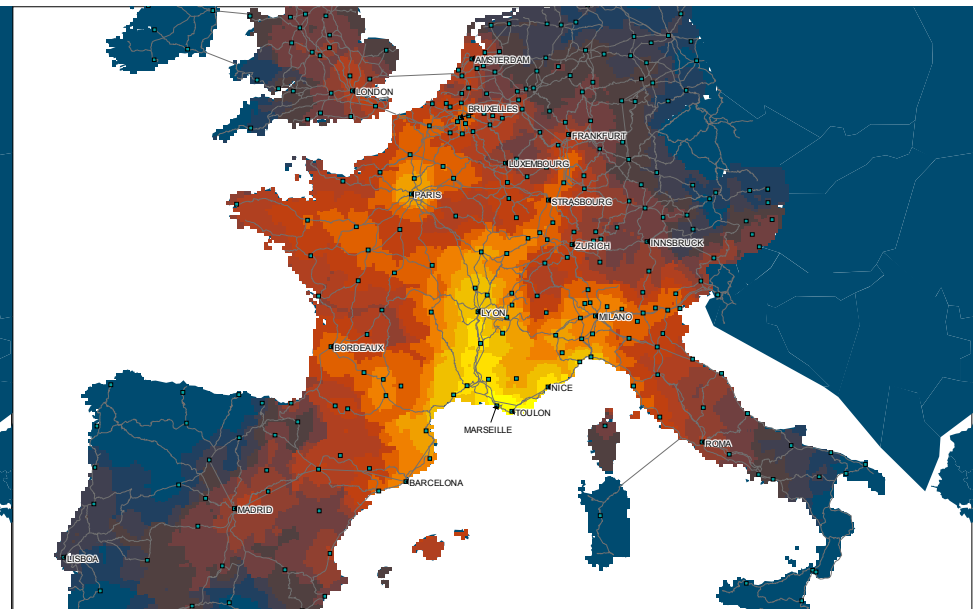 AMSTERDAM
LONDON
BRUXELLES
FRANKFURT
LUXEMBOURG
PARIS
STRASBOURG
ZURICH
INNSBRUCK
LYON
MILANO
BORDEAUX
NICE
TOULON
MARSEILLE
ROMA
BARCELONA
MADRID
LISBOA